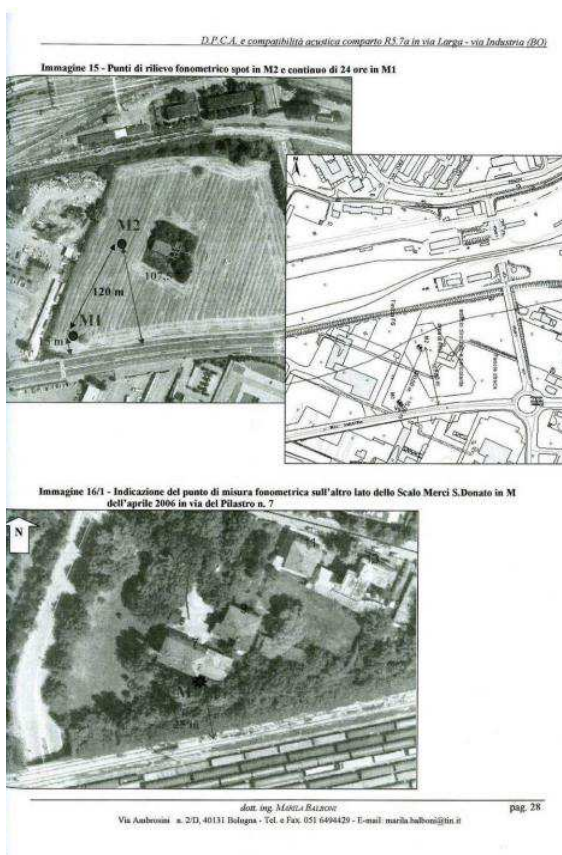 D.P.C.A. e compatibilità acustica comparto R5.7a in via Larga - via Industria (BO)
Immagine 15 - Punti di rilievo fonometrico spot in M2 e continuo di 24 ore in M1
M2
107
120 m
M1
5 m
Immagine 16/1 - Indicazione del punto di misura fonometrica sull'altro lato dello Scalo Merci S.Donato in M
dell'aprile 2006 in via del Pilastro n. 7
N
M
dott. ing. MARILA BALBONI
pag. 28
Via Ambrosini n. 2/D, 40131 Bologna - Tel. e Fax. 051 6494429 - E-mail: marila.balboni@tin.it